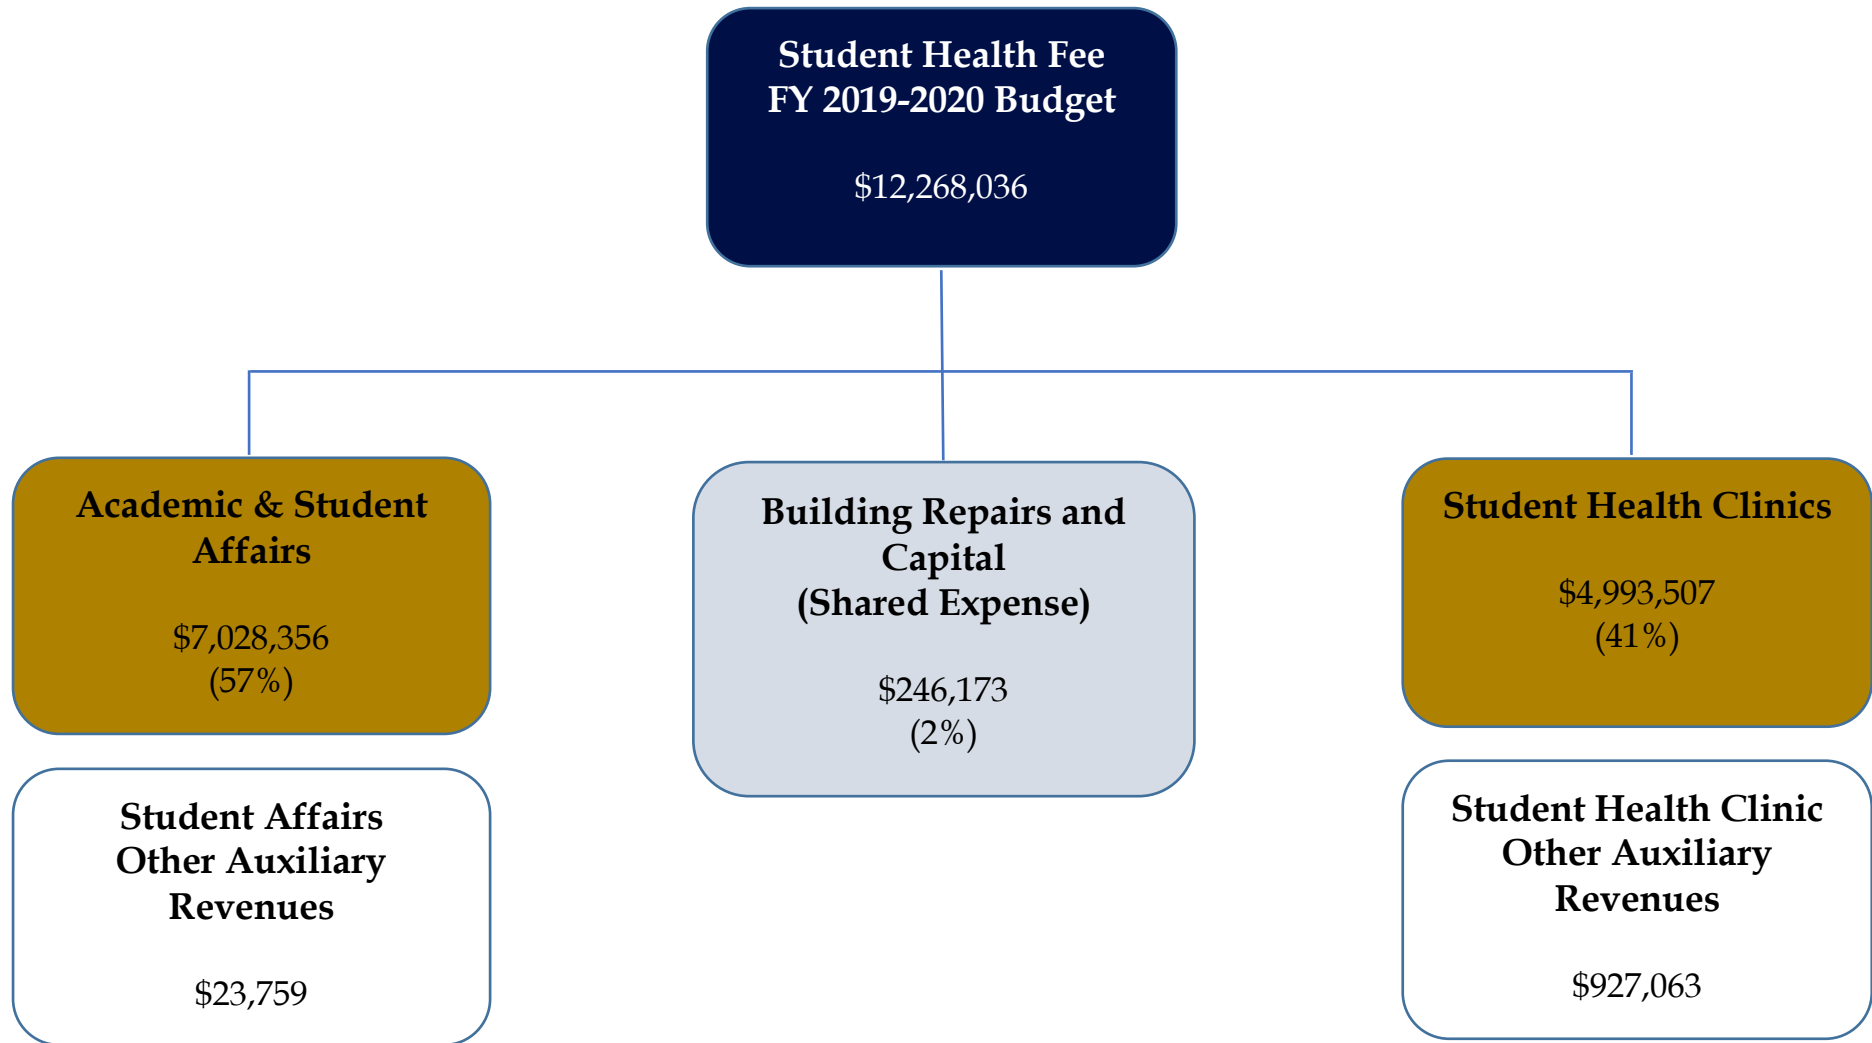 Student Health Fee
FY 2019-2020 Budget
$12,268,036
Academic & Student
Affairs
$7,028,356
(57%)
Building Repairs and
Capital
(Shared Expense)
$246,173
(2%)
Student Health Clinics
$4,993,507
(41%)
Student Affairs
Other Auxiliary
Revenues
$23,759
Student Health Clinic
Other Auxiliary
Revenues
$927,063